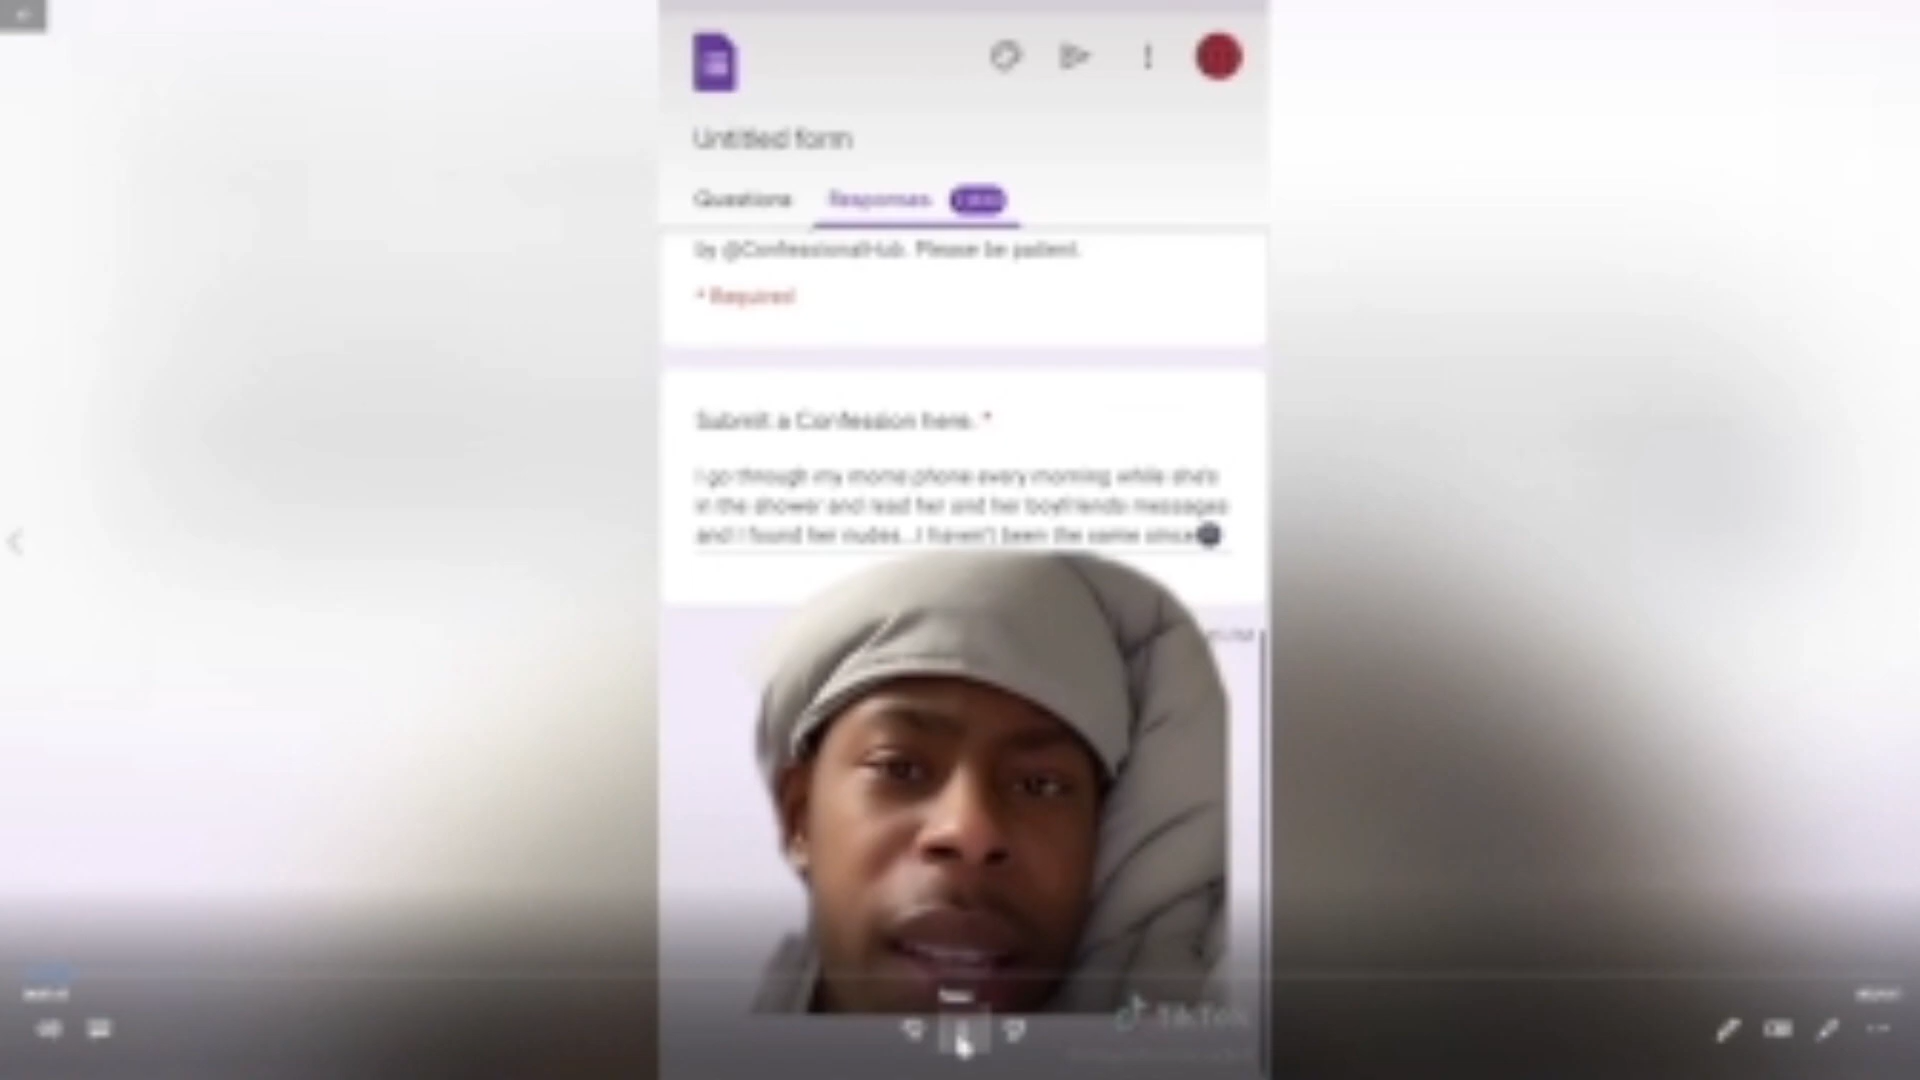 Untitled form
Questions Responses
by @ConfessionalHub. Please be patient.
* Required
Submit a Confession here. *
I go through my moms phone every morning while she's
in the shower and read her and her boyfriends messages
and I found her nudes...I haven't been the same since
TikTok